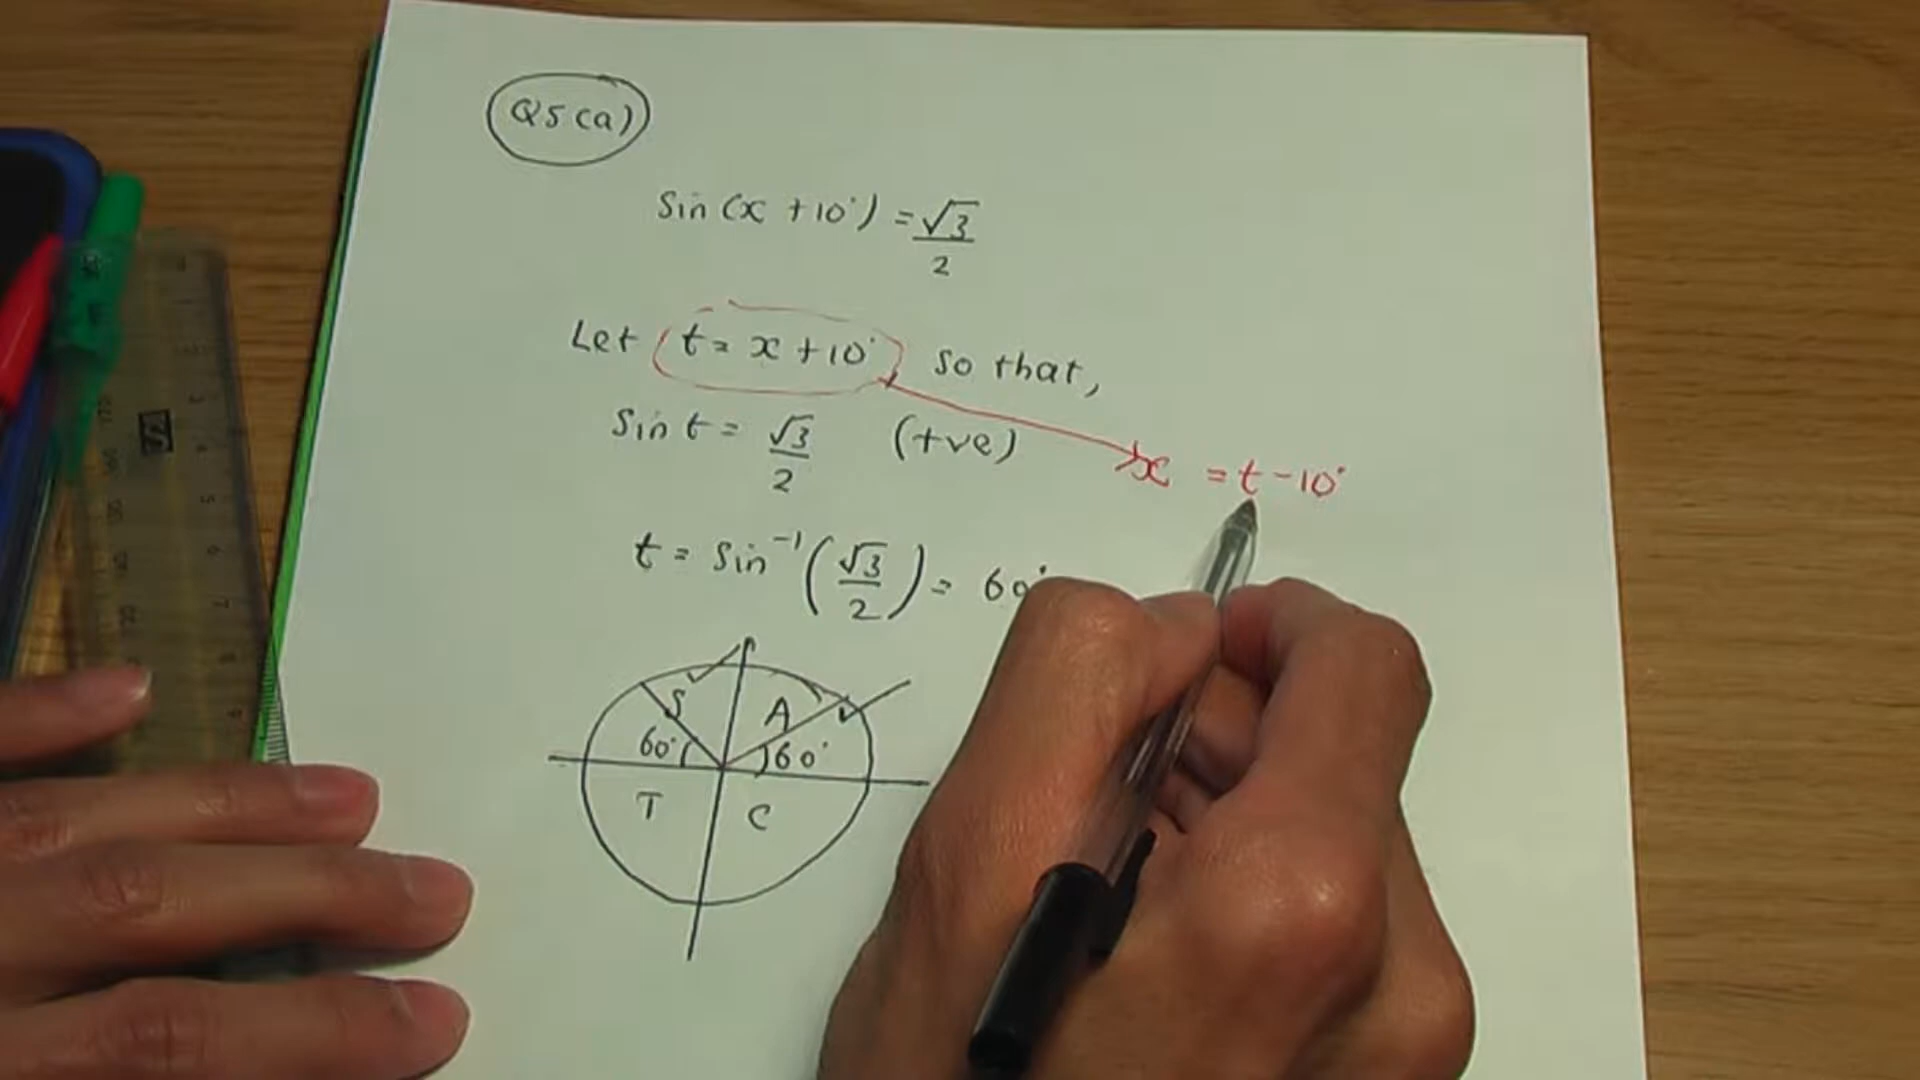 Q5(a)
Sin(x+10°) = √3/2
Let t = x+10° so that,
Sin t = √3/2 (+ve)
x = t-10°
t = Sin⁻¹(√3/2) = 60°
S A
60° 60°
T C